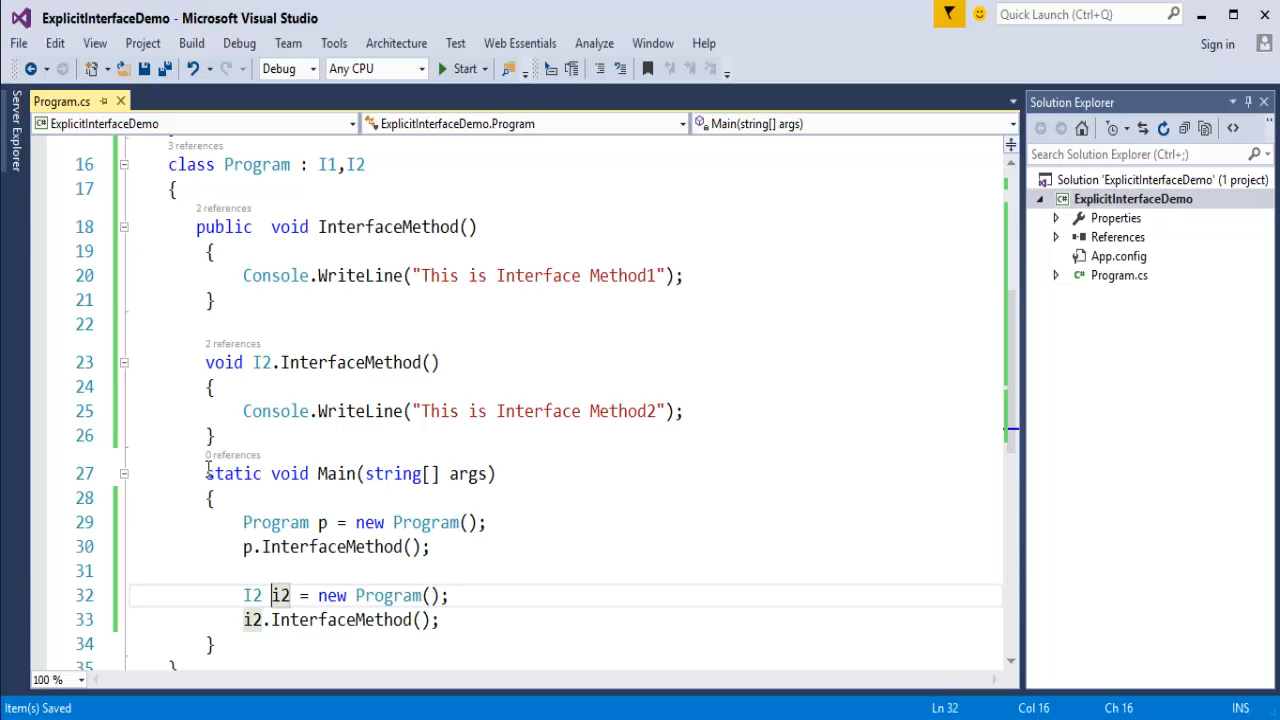 ExplicitInterfaceDemo - Microsoft Visual Studio
Quick Launch (Ctrl+Q)
File Edit View Project Build Debug Team Tools Architecture Test Web Essentials Analyze Window Help
Sign in
Debug Any CPU Start
Server Explorer
Program.cs
ExplicitInterfaceDemo ExplicitInterfaceDemo.Program Main(string[] args)
3 references
16 class Program : I1,I2
17 {
2 references
18 public void InterfaceMethod()
19 {
20 Console.WriteLine("This is Interface Method1");
21 }
22
2 references
23 void I2.InterfaceMethod()
24 {
25 Console.WriteLine("This is Interface Method2");
26 }
0 references
27 static void Main(string[] args)
28 {
29 Program p = new Program();
30 p.InterfaceMethod();
31
32 I2 i2 = new Program();
33 i2.InterfaceMethod();
34 }
35 }
100 %
Solution Explorer
Search Solution Explorer (Ctrl+;)
Solution 'ExplicitInterfaceDemo' (1 project)
ExplicitInterfaceDemo
Properties
References
App.config
Program.cs
Item(s) Saved Ln 32 Col 16 Ch 16 INS